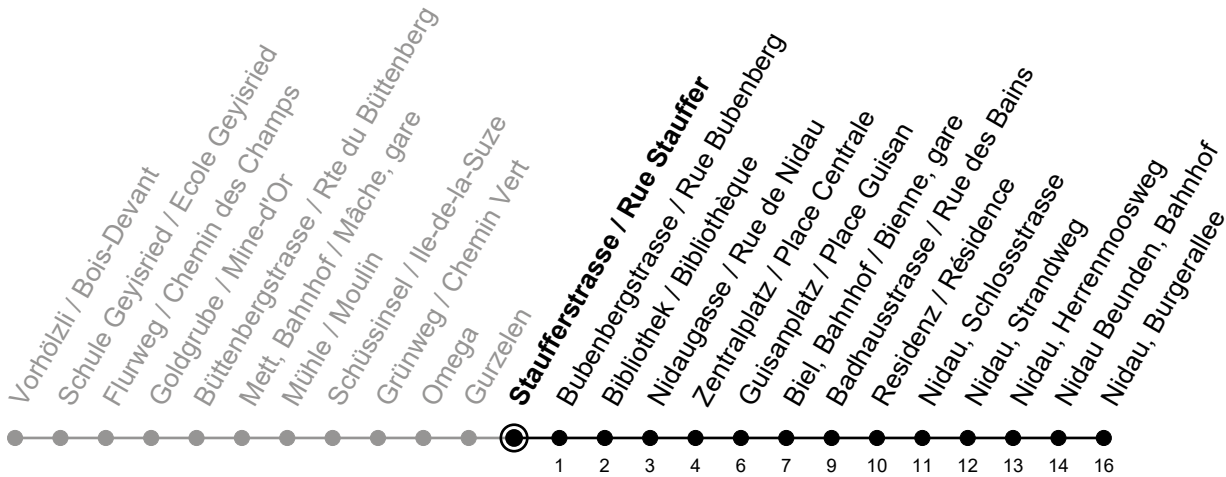 Vorhölzli / Bois-Devant
Schule Geyisried / Ecole Geyisried
Flurweg / Chemin des Champs
Goldgrube / Mine-d'Or
Büttenbergstrasse / Rte du Büttenberg
Mett, Bahnhof / Mâche, gare
Mühle / Moulin
Schüssinsel / Ile-de-la-Suze
Grünweg / Chemin Vert
Omega
Gurzelen
Staufferstrasse / Rue Stauffer
Bubenbergstrasse / Rue Bubenberg
Bibliothek / Bibliothèque
Nidaugasse / Rue de Nidau
Zentralplatz / Place Centrale
Guisanplatz / Place Guisan
Biel, Bahnhof / Bienne, gare
Badhausstrasse / Rue des Bains
Residenz / Résidence
Nidau, Schlossstrasse
Nidau, Strandweg
Nidau, Herrenmoosweg
Nidau Beunden, Bahnhof
Nidau, Burgerallee
1 2 3 4 6 7 9 10 11 12 13 14 16